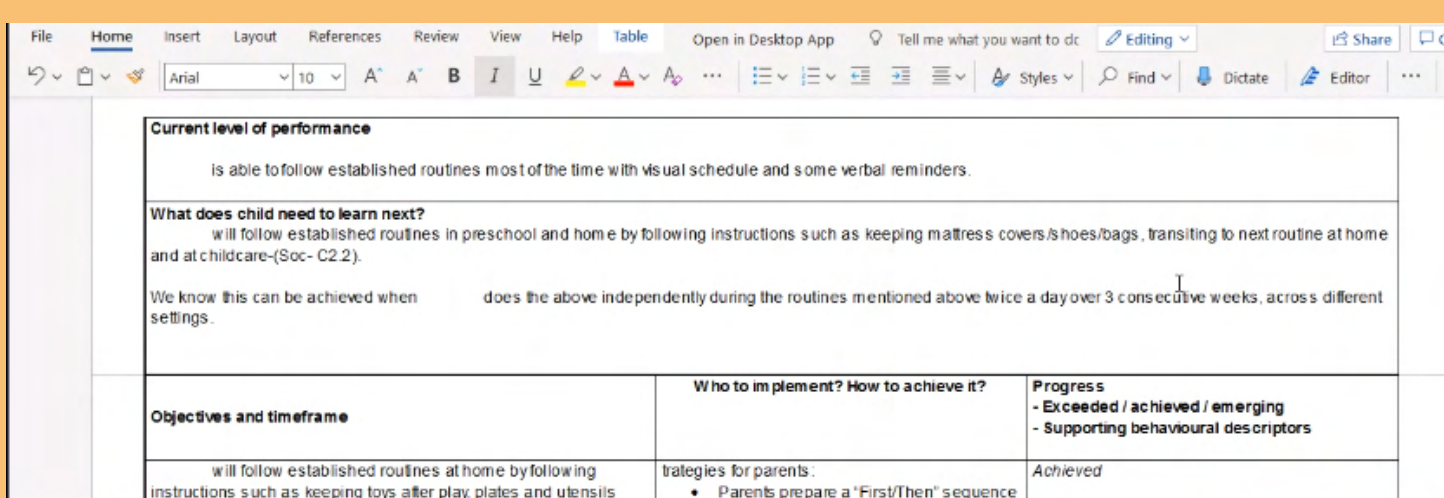 File Home Insert Layout References Review View Help Table Open in Desktop App Tell me what you want to dc Editing Share
Arial 10 A A B I U A A ... Styles Find Dictate Editor ...
Current level of performance
is able to follow established routines most of the time with visual schedule and some verbal reminders.
What does child need to learn next?
will follow established routines in preschool and home by following instructions such as keeping mattress covers/shoes/bags, transiting to next routine at home
and at childcare-(Soc- C2.2).
We know this can be achieved when does the above independently during the routines mentioned above twice a day over 3 consecutive weeks, across different
settings.
Objectives and timeframe
Who to implement? How to achieve it?
Progress
- Exceeded / achieved / emerging
- Supporting behavioural descriptors
will follow established routines at home by following
instructions such as keeping toys after play, plates and utensils
trategies for parents:
• Parents prepare a "First/Then" sequence
Achieved